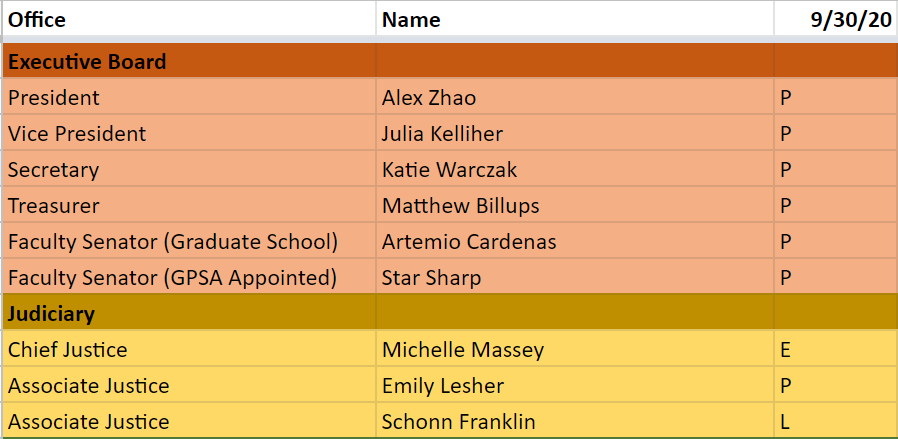 Office Name 9/30/20
Executive Board
President Alex Zhao P
Vice President Julia Kelliher P
Secretary Katie Warczak P
Treasurer Matthew Billups P
Faculty Senator (Graduate School) Artemio Cardenas P
Faculty Senator (GPSA Appointed) Star Sharp P
Judiciary
Chief Justice Michelle Massey E
Associate Justice Emily Lesher P
Associate Justice Schonn Franklin L